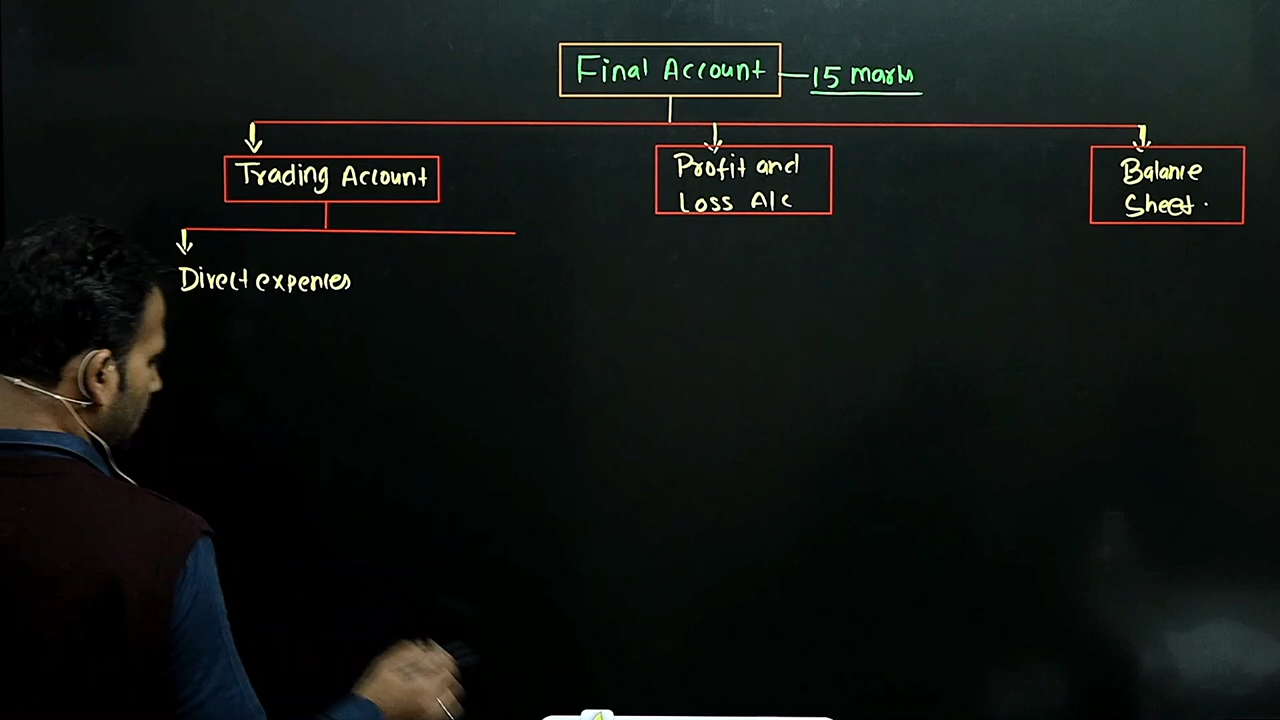 Final Account
15 marks
Trading Account
Profit and
Loss A/c
Balance
Sheet.
Direct expenses